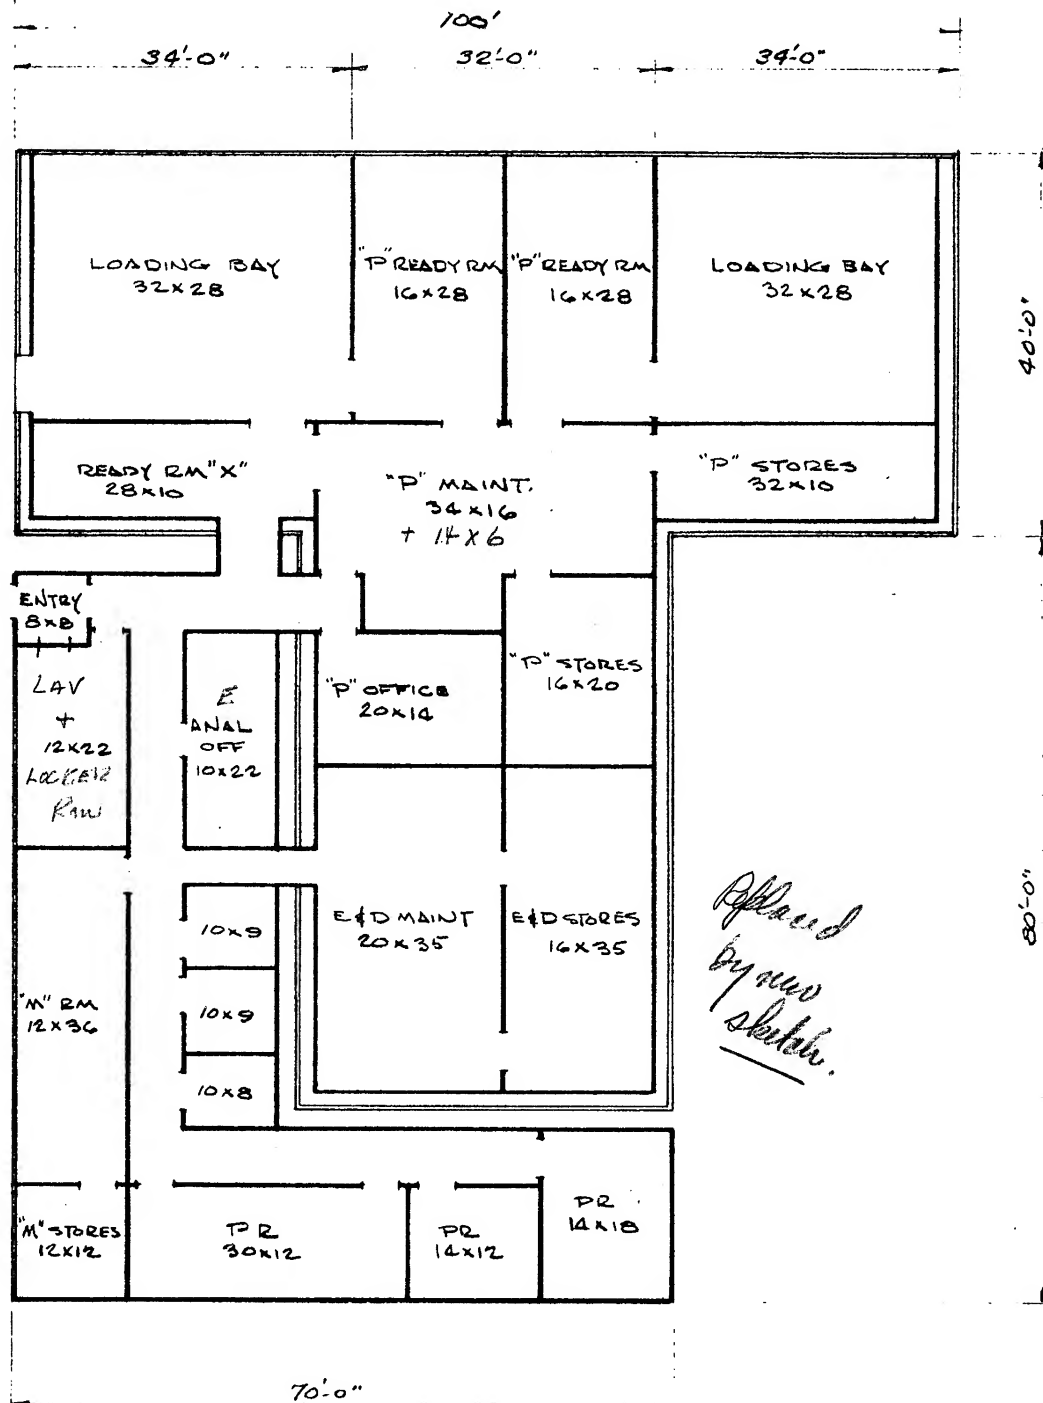 100'
34'-0"
32'-0"
34'-0"
LOADING BAY
32x28
"P" READY RM
16x28
"P" READY RM
16x28
LOADING BAY
32x28
40'-0"
READY RM "X"
28x10
"P" MAINT.
34x16
+ 14x6
"P" STORES
32x10
ENTRY
8x8
LAV
+
12x22
LOCKER
RM
E
ANAL
OFF
10x22
"P" OFFICE
20x14
"P" STORES
16x20
E&D MAINT
20x35
E&D STORES
16x35
10x9
10x9
10x8
"M" RM
12x36
Replaced
by new
sketch.
80'-0"
"M" STORES
12x12
PR
30x12
PR
14x12
PR
14x18
70'-0"